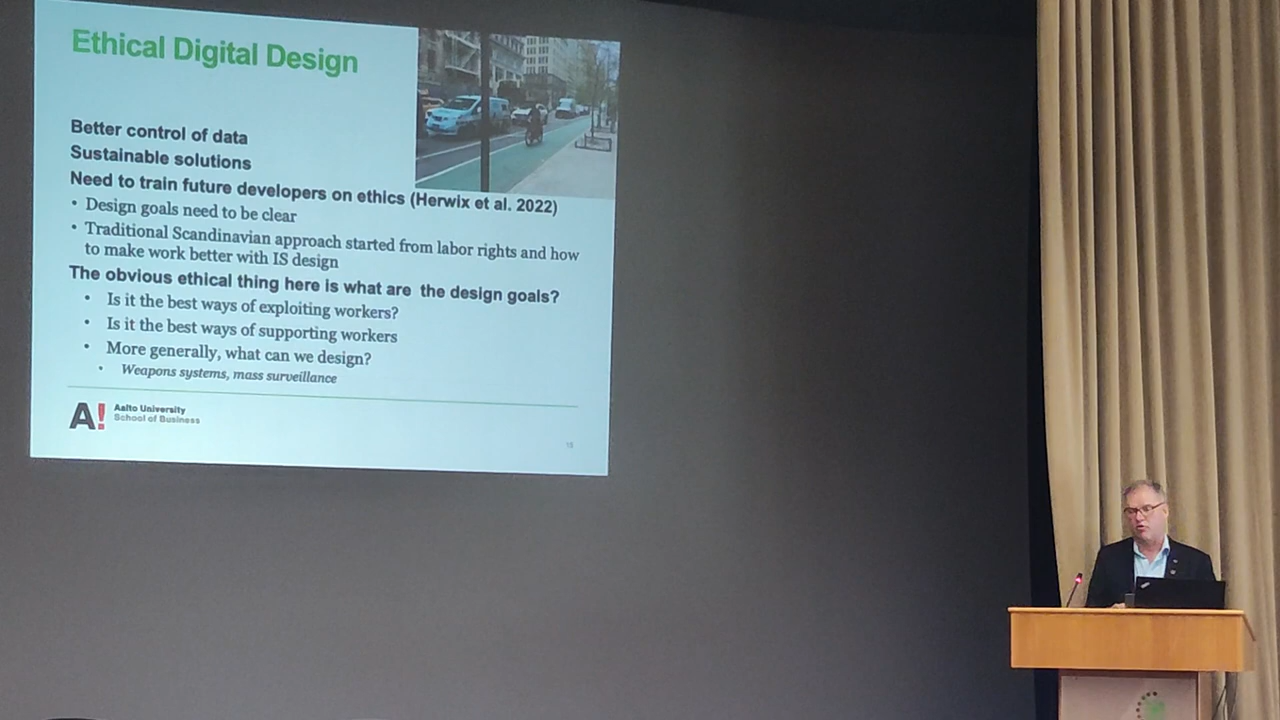 Ethical Digital Design
Better control of data
Sustainable solutions
Need to train future developers on ethics (Herwix et al. 2022)
• Design goals need to be clear
• Traditional Scandinavian approach started from labor rights and how
to make work better with IS design
The obvious ethical thing here is what are the design goals?
• Is it the best ways of exploiting workers?
• Is it the best ways of supporting workers
• More generally, what can we design?
• Weapons systems, mass surveillance
A! Aalto University
School of Business